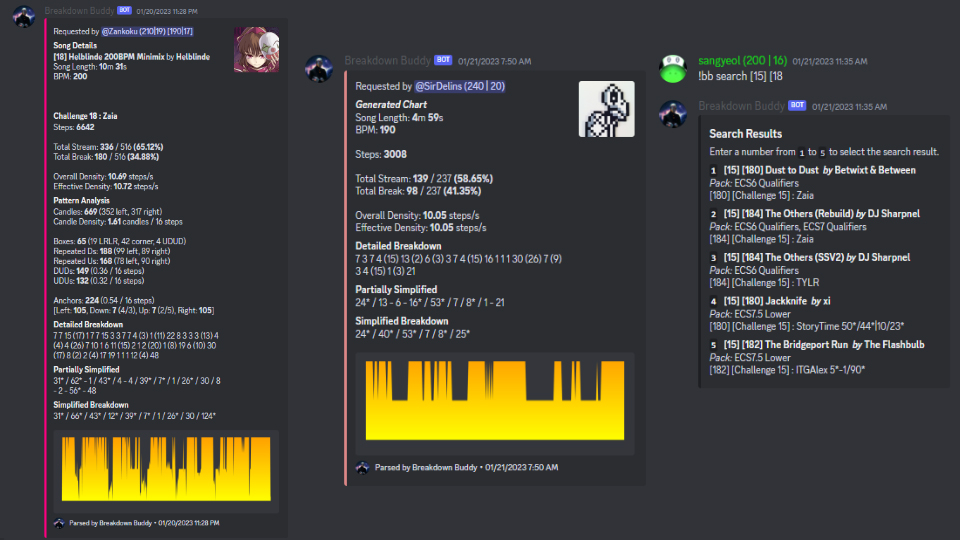 Breakdown Buddy BOT 01/20/2023 11:28 PM
Requested by @Zankoku (210|19) [190|17]
Song Details
[18] Helblinde 200BPM Minimix by Helblinde
Song Length: 10m 31s
BPM: 200
Challenge 18 : Zaia
Steps: 6642
Total Stream: 336 / 516 (65.12%)
Total Break: 180 / 516 (34.88%)
Overall Density: 10.69 steps/s
Effective Density: 10.72 steps/s
Pattern Analysis
Candles: 669 (352 left, 317 right)
Candle Density: 1.61 candles / 16 steps
Boxes: 65 (19 LRLR, 42 corner, 4 UDUD)
Repeated Ds: 188 (99 left, 89 right)
Repeated Us: 168 (78 left, 90 right)
DUDs: 149 (0.36 / 16 steps)
UDUs: 132 (0.32 / 16 steps)
Anchors: 224 (0.54 / 16 steps)
[Left: 105, Down: 7 (4/3), Up: 7 (2/5), Right: 105]
Detailed Breakdown
7 7 15 (17) 1 7 7 15 3 3 7 7 4 (3) 1 (11) 22 8 3 3 3 (13) 4
(4) 4 (26) 7 10 1 6 11 (15) 2 12 (20) 1 (8) 19 6 (10) 30
(17) 8 (2) 2 (4) 17 19 1 1 12 (4) 48
Partially Simplified
31* / 62* - 1 / 43* / 4 - 4 / 39* / 7* / 1 / 26* / 30 / 8
- 2 - 56* - 48
Simplified Breakdown
31* / 66* / 43* / 12* / 39* / 7* / 1 / 26* / 30 / 124*
Parsed by Breakdown Buddy • 01/20/2023 11:28 PM
Breakdown Buddy BOT 01/21/2023 7:50 AM
Requested by @SirDelins (240 | 20)
Generated Chart
Song Length: 4m 59s
BPM: 190
Steps: 3008
Total Stream: 139 / 237 (58.65%)
Total Break: 98 / 237 (41.35%)
Overall Density: 10.05 steps/s
Effective Density: 10.05 steps/s
Detailed Breakdown
7 3 7 4 (15) 13 (2) 6 (3) 3 7 4 (15) 16 1 1 1 30 (26) 7 (9)
3 4 (15) 1 (3) 21
Partially Simplified
24* / 13 - 6 - 16* / 53* / 7 / 8* / 1 - 21
Simplified Breakdown
24* / 40* / 53* / 7 / 8* / 25*
Parsed by Breakdown Buddy • 01/21/2023 7:50 AM
sangyeol (200 | 16) 01/21/2023 11:35 AM
!bb search [15] [18
Breakdown Buddy BOT 01/21/2023 11:35 AM
Search Results
Enter a number from 1 to 5 to select the search result.
1 [15] [180] Dust to Dust by Betwixt & Between
Pack: ECS6 Qualifiers
[180] [Challenge 15] : Zaia
2 [15] [184] The Others (Rebuild) by DJ Sharpnel
Pack: ECS6 Qualifiers, ECS7 Qualifiers
[184] [Challenge 15] : Zaia
3 [15] [184] The Others (SSV2) by DJ Sharpnel
Pack: ECS6 Qualifiers
[184] [Challenge 15] : TYLR
4 [15] [180] Jackknife by xi
Pack: ECS7.5 Lower
[180] [Challenge 15] : StoryTime 50*/44*|10/23*
5 [15] [182] The Bridgeport Run by The Flashbulb
Pack: ECS7.5 Lower
[182] [Challenge 15] : ITGAlex 5*-1/90*